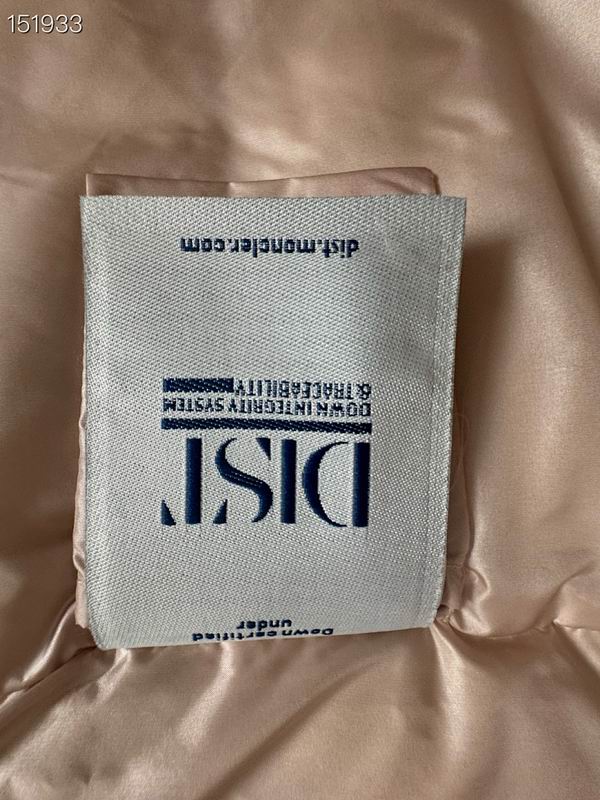 151933
Down certified
under
DIST
DOWN INTEGRITY SYSTEM
& TRACEABILITY
dist.moncler.com